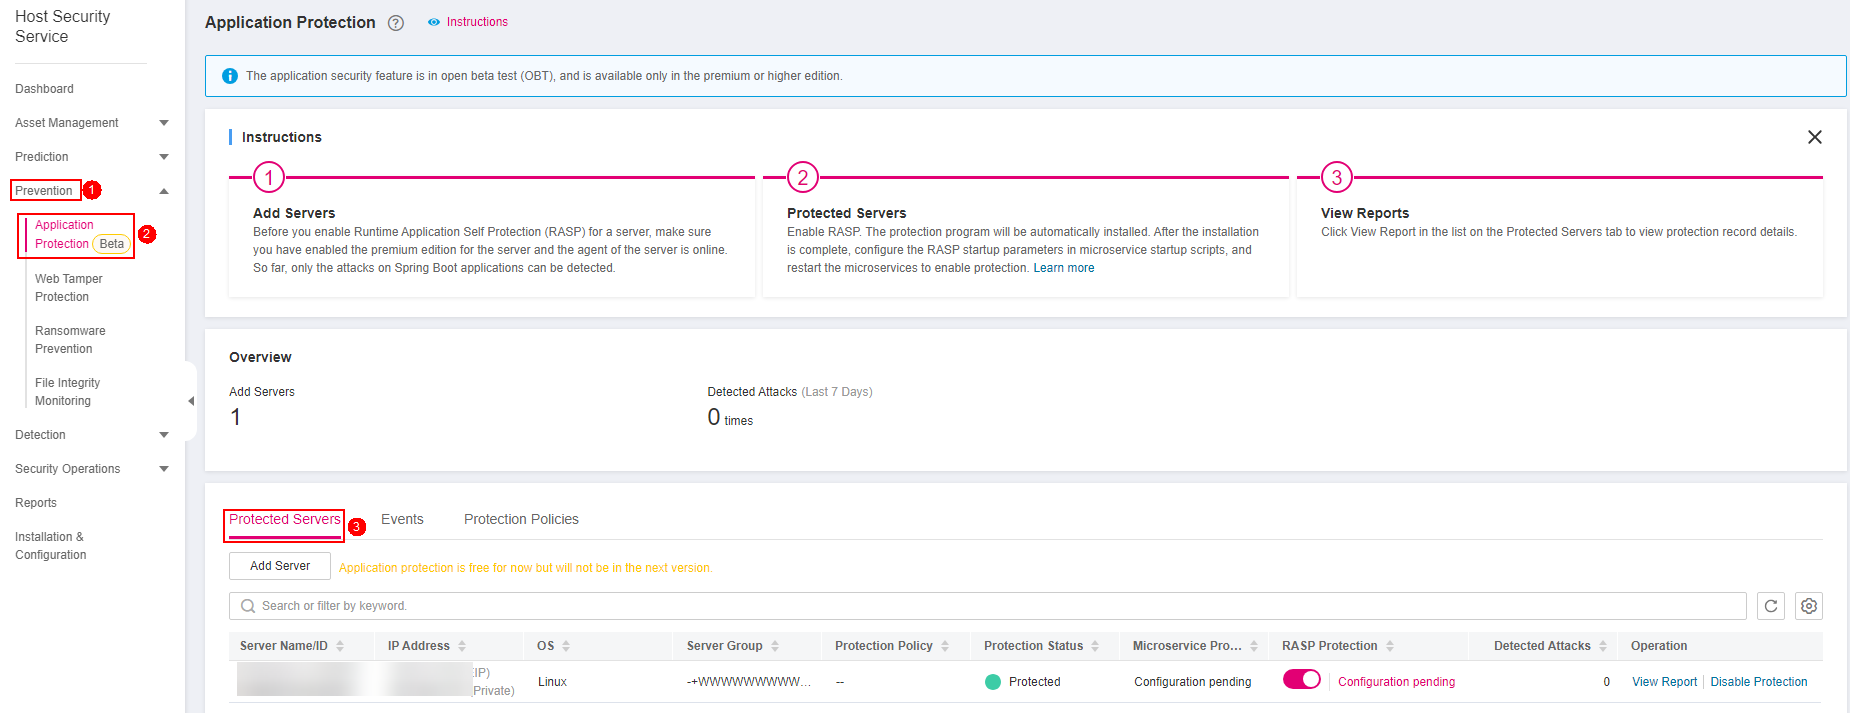 Host Security
Service
Dashboard
Asset Management
Prediction
Prevention 1
Application
Protection Beta 2
Web Tamper
Protection
Ransomware
Prevention
File Integrity
Monitoring
Detection
Security Operations
Reports
Installation &
Configuration
Application Protection ? Instructions
The application security feature is in open beta test (OBT), and is available only in the premium or higher edition.
Instructions
1
Add Servers
Before you enable Runtime Application Self Protection (RASP) for a server, make sure
you have enabled the premium edition for the server and the agent of the server is online.
So far, only the attacks on Spring Boot applications can be detected.
2
Protected Servers
Enable RASP. The protection program will be automatically installed. After the installation
is complete, configure the RASP startup parameters in microservice startup scripts, and
restart the microservices to enable protection. Learn more
3
View Reports
Click View Report in the list on the Protected Servers tab to view protection record details.
Overview
Add Servers
1
Detected Attacks (Last 7 Days)
0 times
Protected Servers 3 Events Protection Policies
Add Server Application protection is free for now but will not be in the next version.
Search or filter by keyword.
Server Name/ID IP Address OS Server Group Protection Policy Protection Status Microservice Pro... RASP Protection Detected Attacks Operation
IP)
(Private) Linux -+WWWWWWWWW... -- Protected Configuration pending Configuration pending 0 View Report Disable Protection